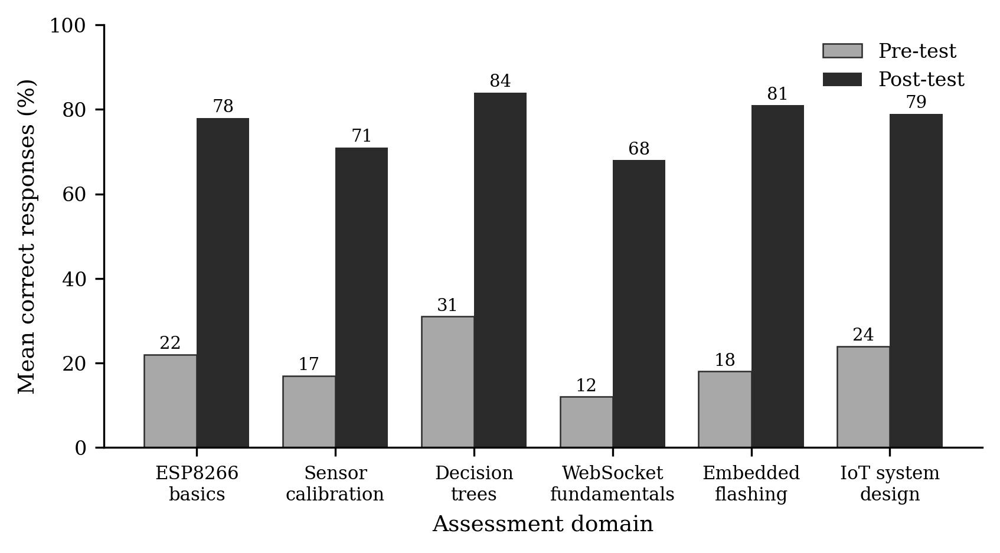 Mean correct responses (%)
100
80
60
40
20
0
Pre-test
Post-test
22
78
17
71
31
84
12
68
18
81
24
79
ESP8266
basics
Sensor
calibration
Decision
trees
WebSocket
fundamentals
Embedded
flashing
IoT system
design
Assessment domain